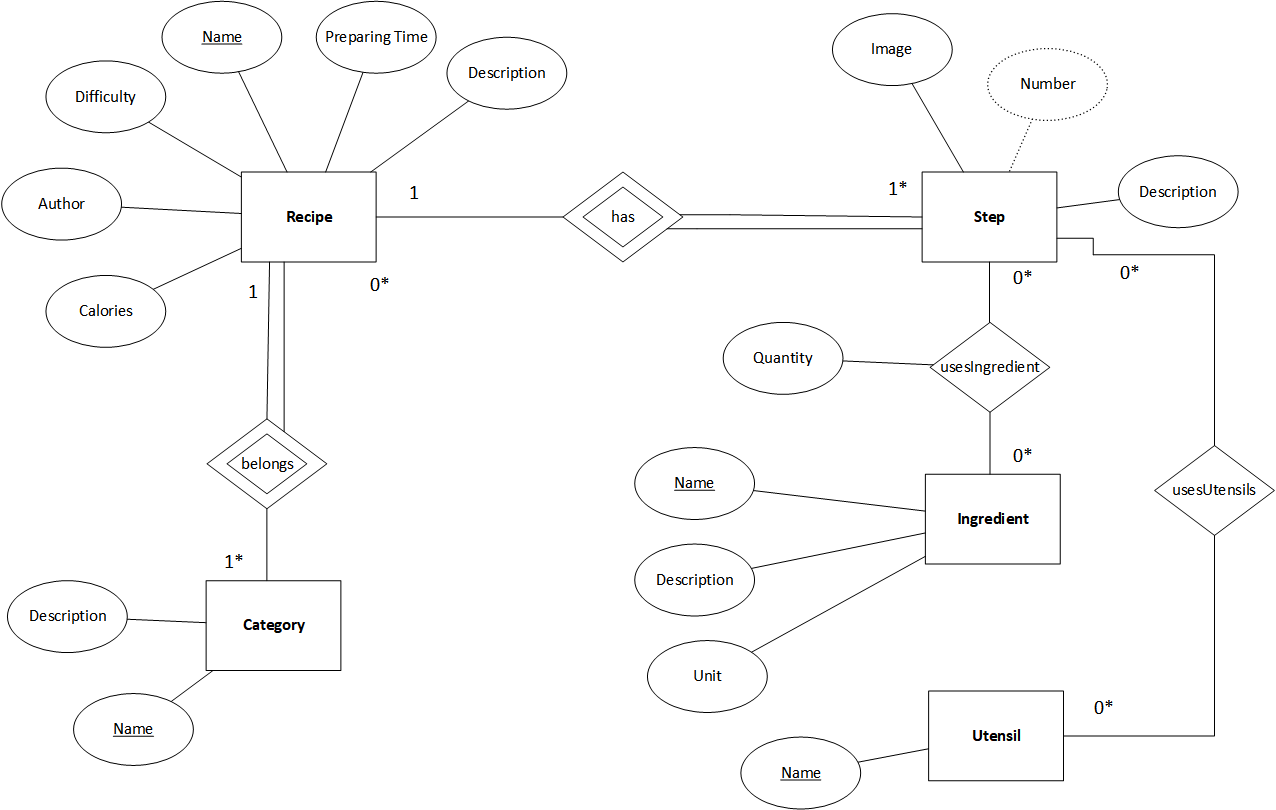 Name
Preparing Time
Image
Description
Number
Difficulty
Description
Author
1
1*
Recipe
has
Step
Calories
1
0*
0*
0*
Quantity
usesIngredient
0*
belongs
Name
usesUtensils
Ingredient
1*
Description
Description
Category
Unit
0*
Name
Utensil
Name